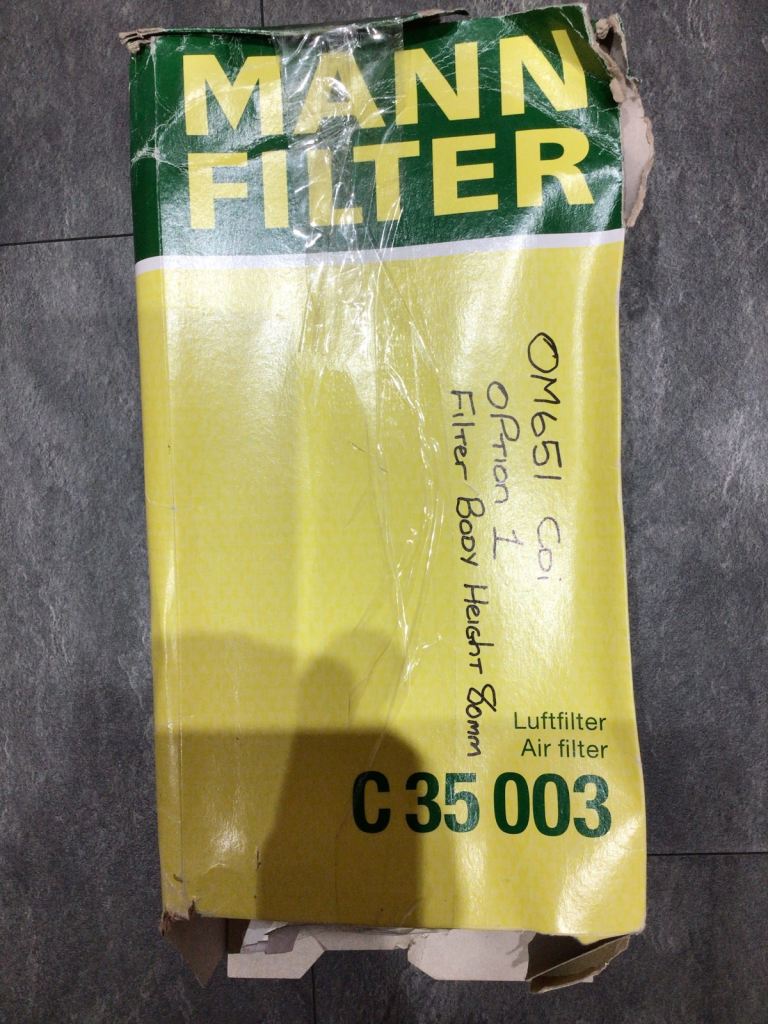 MANN
FILTER
OM651 CDi
OPTION 1
Filter BODY Height 80mm
Luftfilter
Air filter
C 35 003